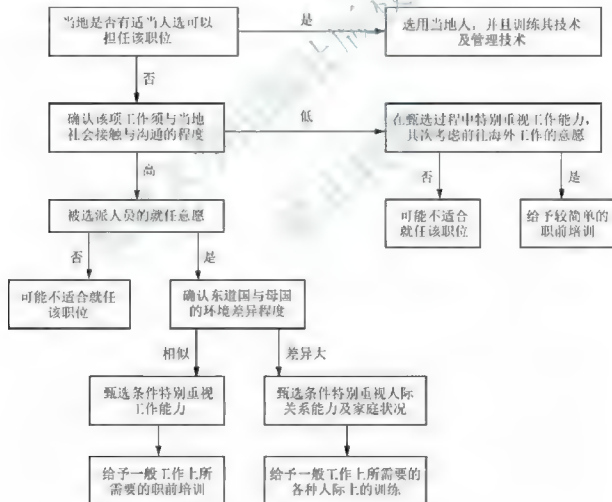 当地是否有适当人选可以
担任该职位
是
选用当地人，并且训练其技术
及管理技术
否
确认该项工作须与当地
社会接触与沟通的程度
低
在甄选过程中特别重视工作能力，
其次考虑前往海外工作的意愿
高
否
是
被选派人员的就任意愿
可能不适合
就任该职位
给予较简单的
职前培训
否
是
可能不适合就任
该职位
确认东道国与母国
的环境差异程度
相似
差异大
甄选条件特别重视
工作能力
甄选条件特别重视人际
关系能力及家庭状况
给予一般工作上所
需要的职前培训
给予一般工作上所需要的
各种人际上的训练